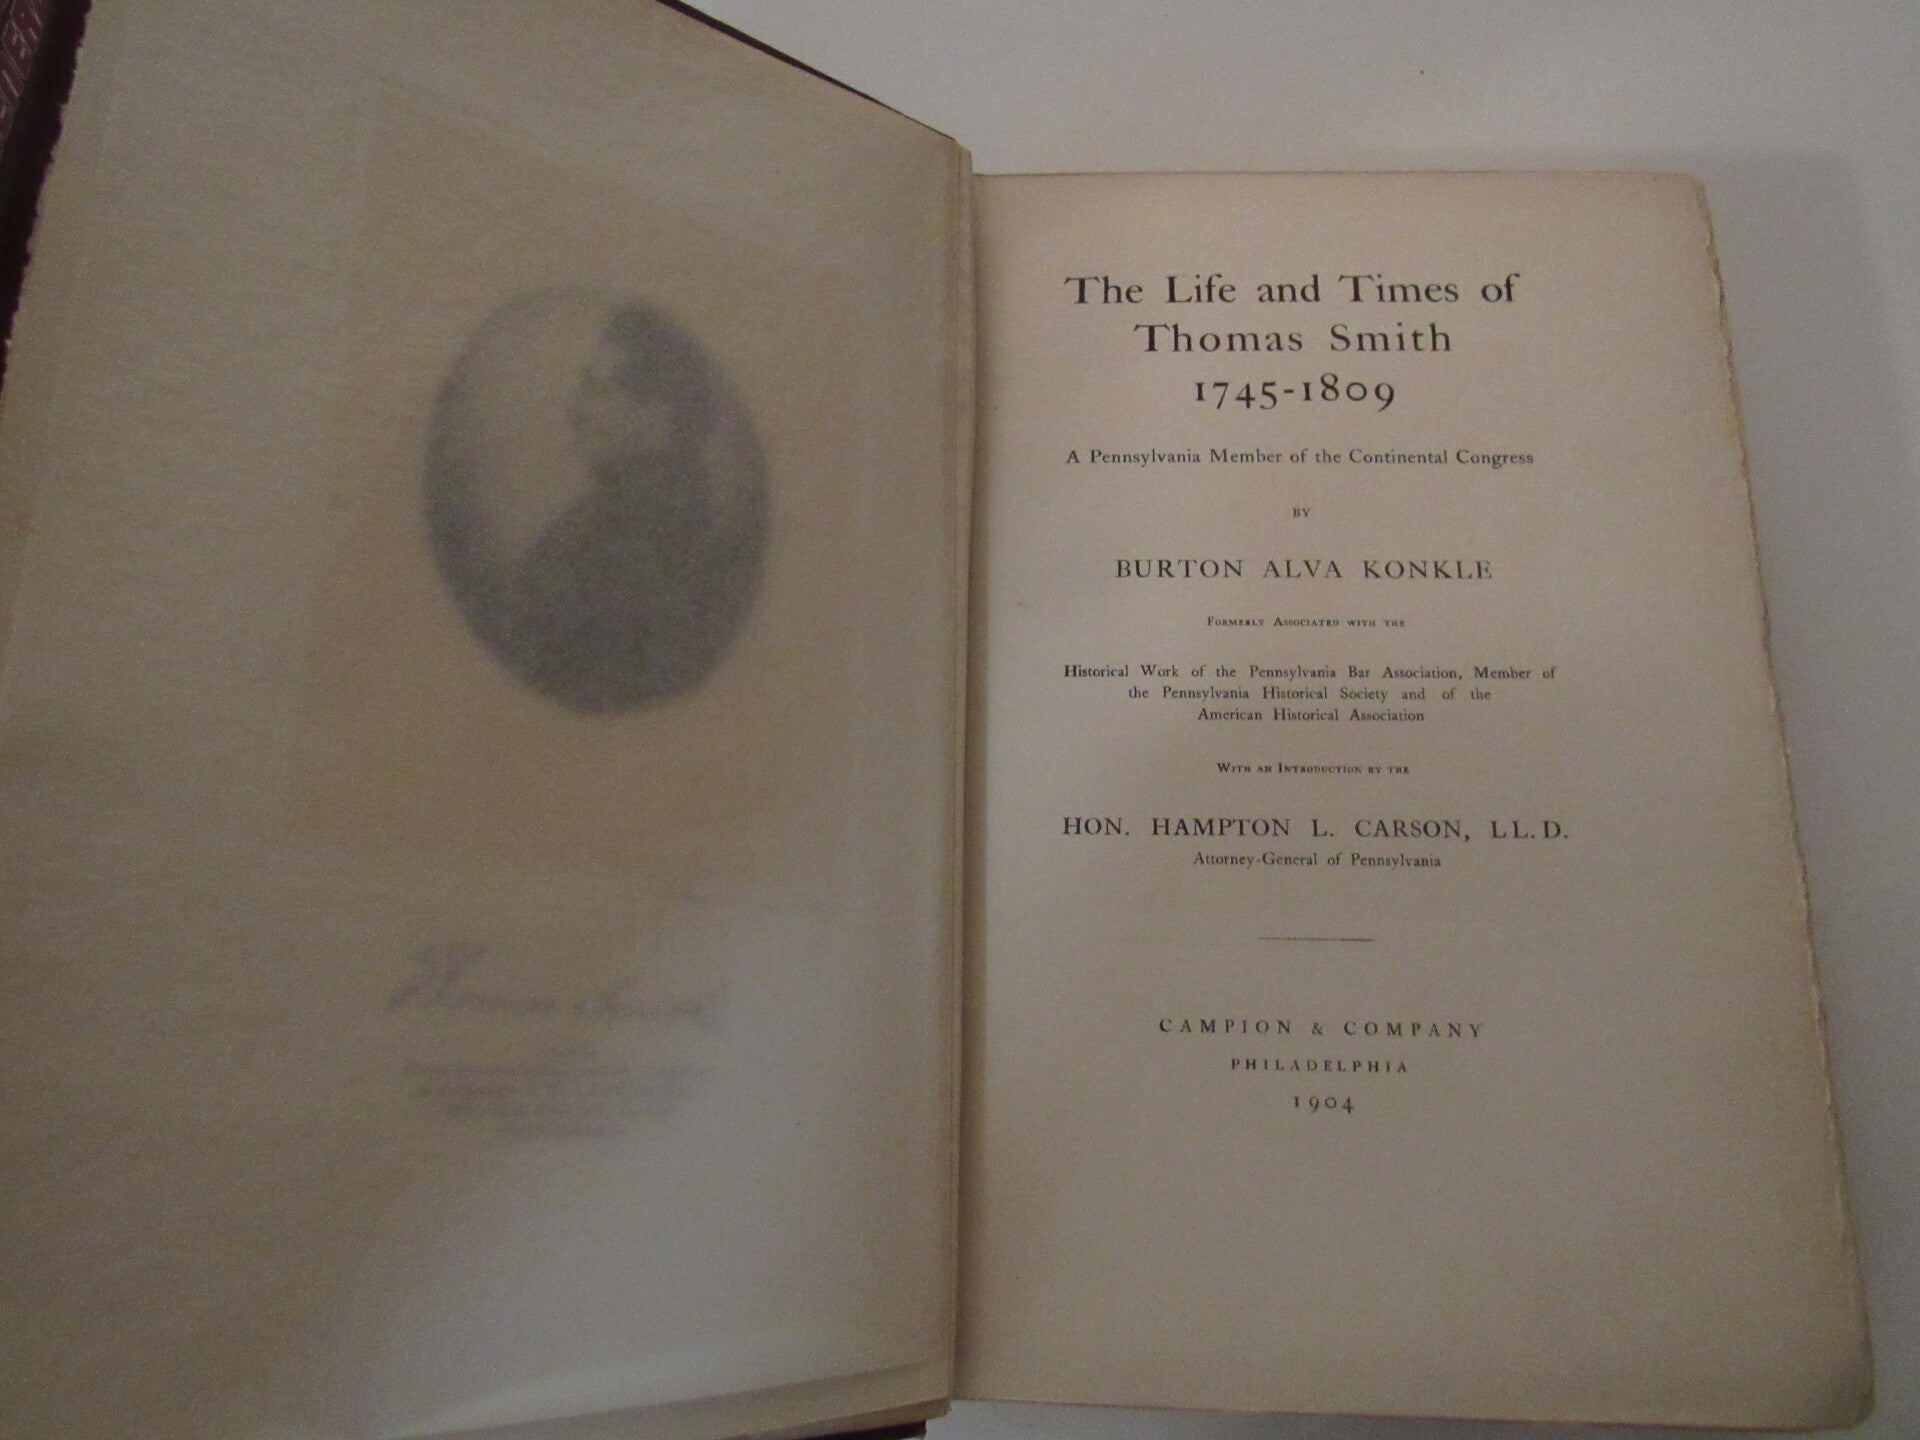 The Life and Times of
Thomas Smith
1745-1809
A Pennsylvania Member of the Continental Congress
BY
BURTON ALVA KONKLE
Formerly Associated with the
Historical Work of the Pennsylvania Bar Association, Member of
the Pennsylvania Historical Society and of the
American Historical Association
With an Introduction by the
HON. HAMPTON L. CARSON, LL.D.
Attorney-General of Pennsylvania
CAMPION & COMPANY
PHILADELPHIA
1904